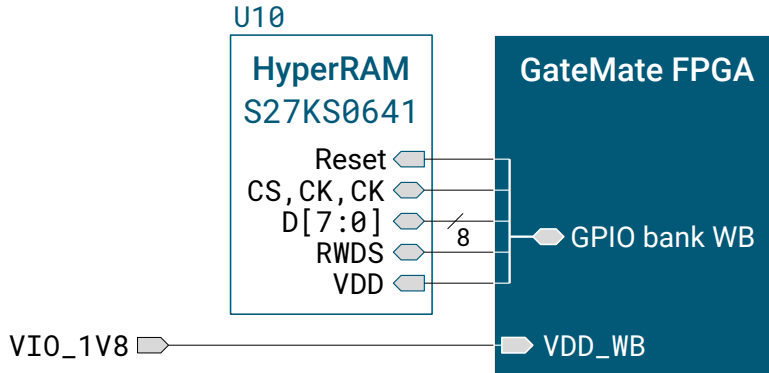 U10
HyperRAM
S27KS0641
GateMate FPGA
Reset
CS,CK,CK
D[7:0]
8
RWDS
GPIO bank WB
VDD
VIO_1V8
VDD_WB